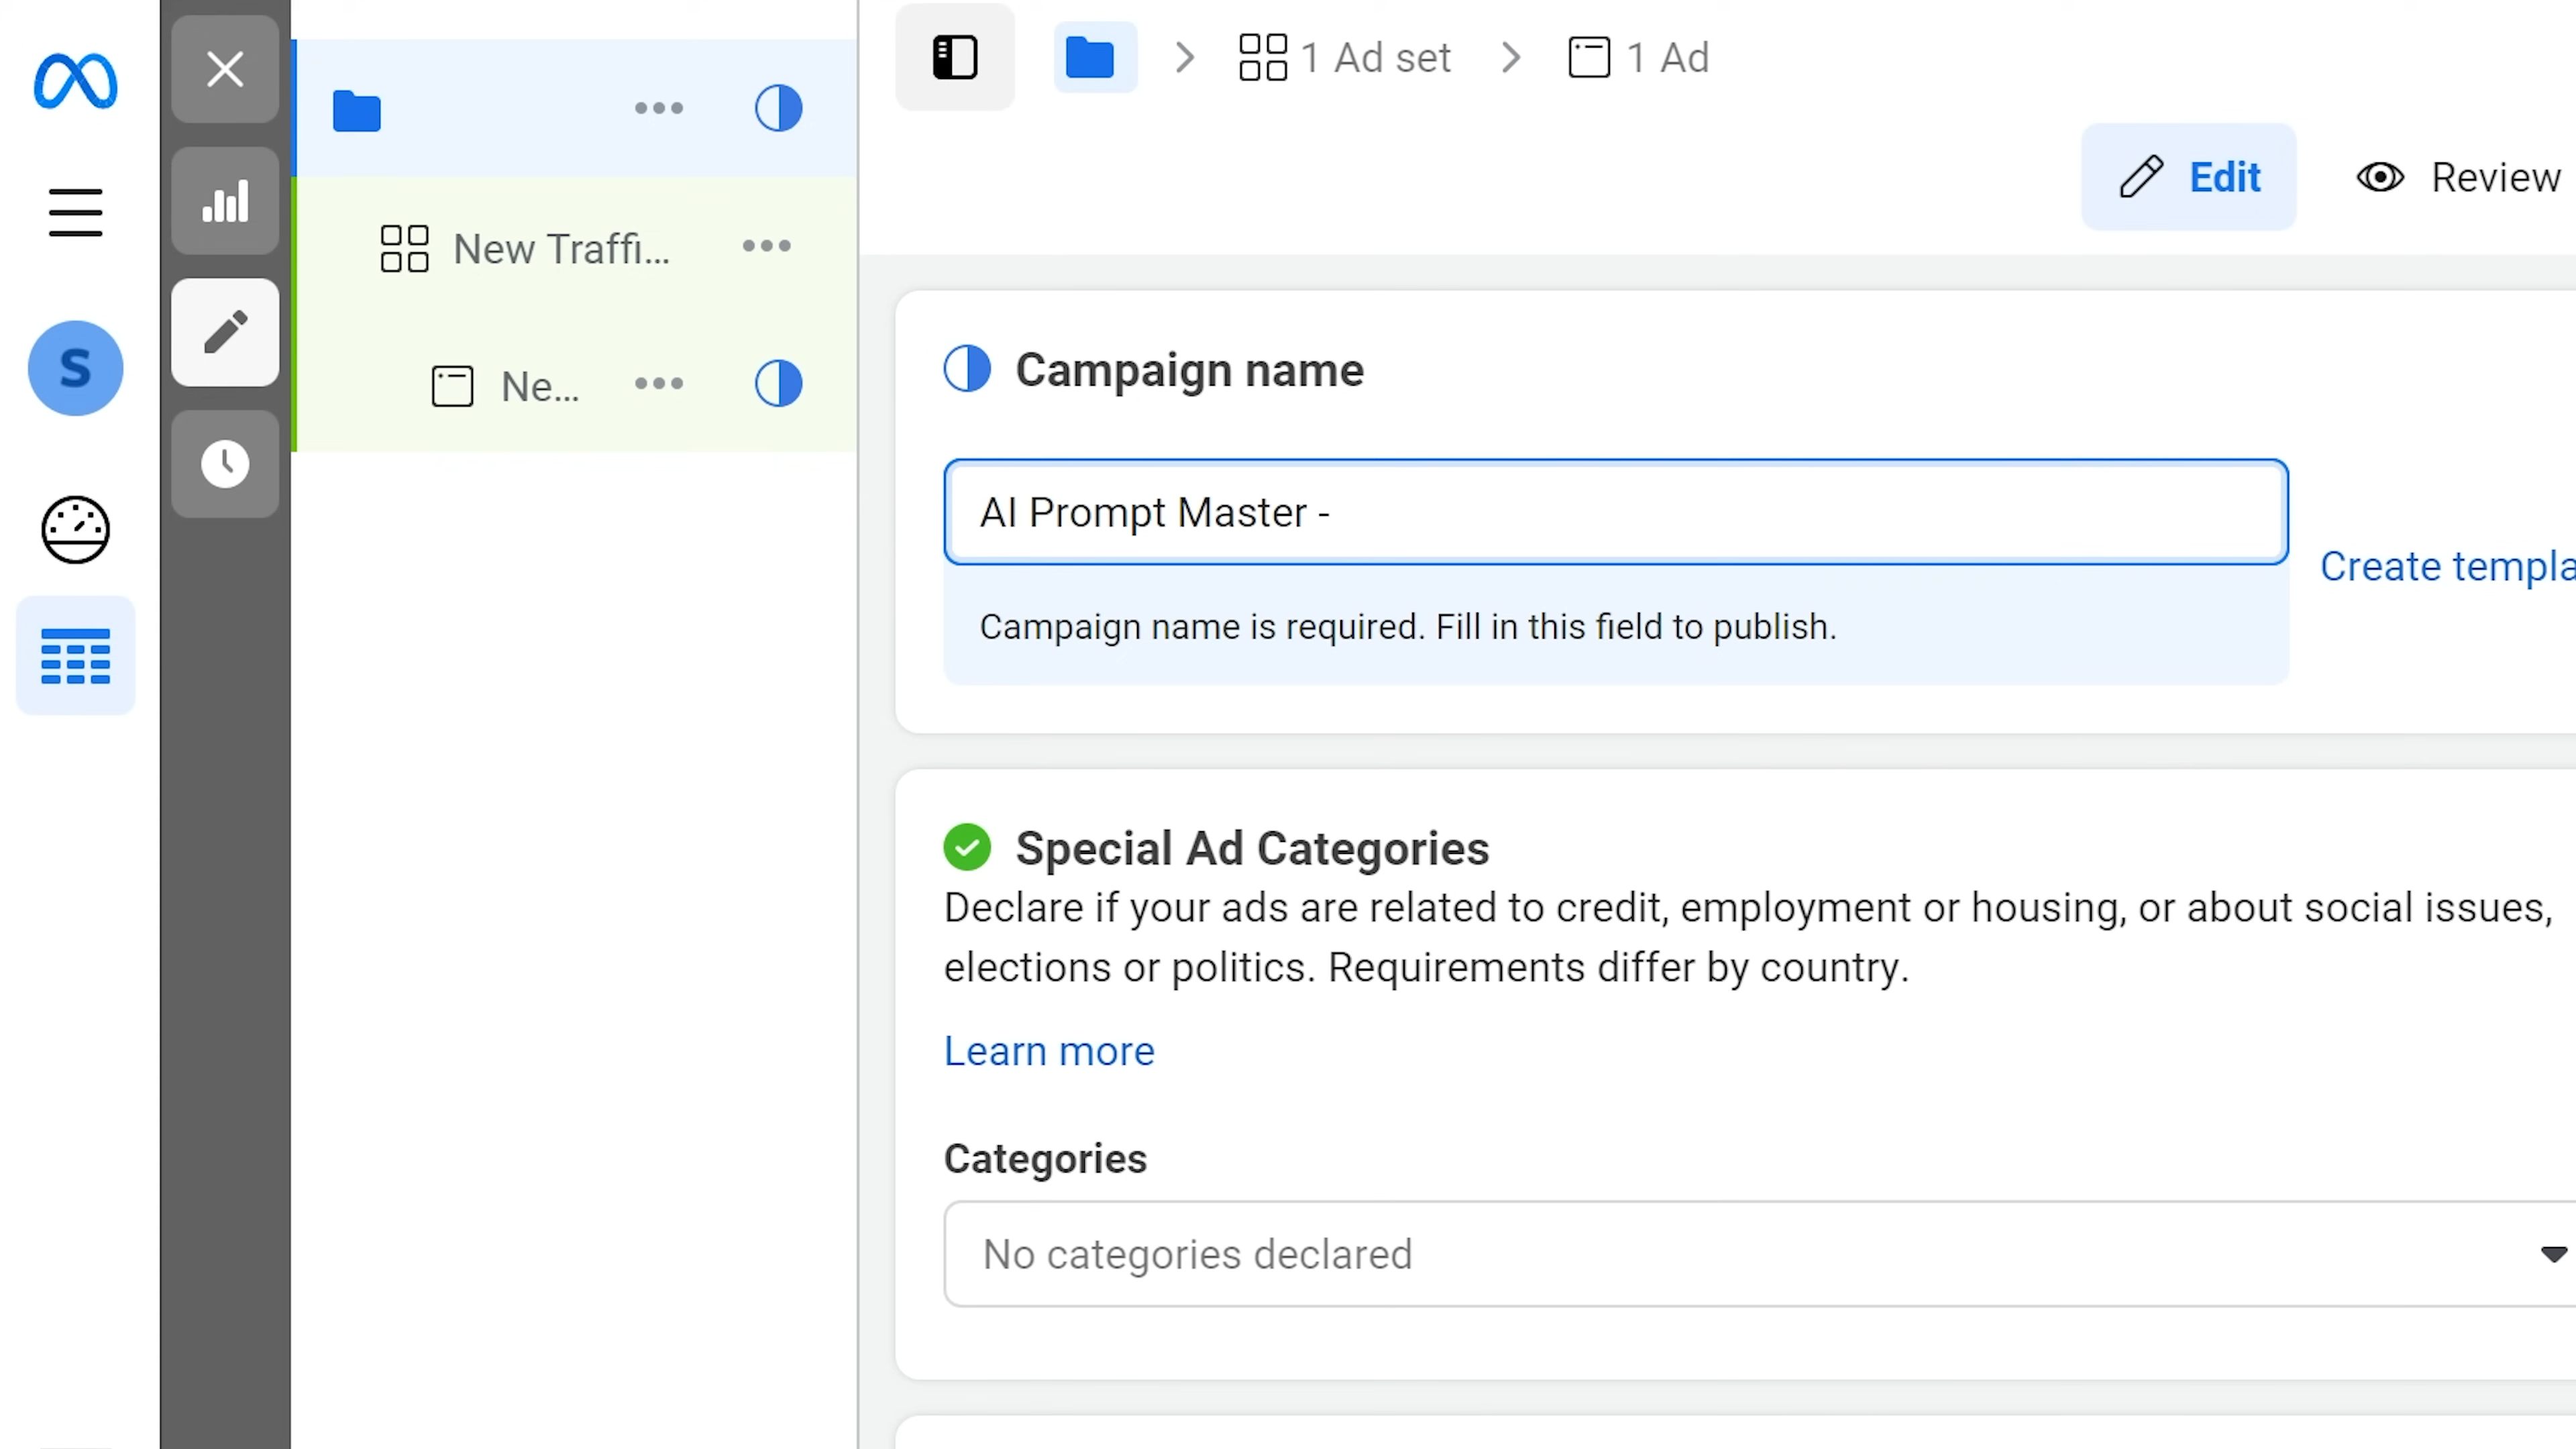 1 Ad set
1 Ad
Edit
Review
S
New Traffi...
Ne...
Campaign name
AI Prompt Master -
Create templa
Campaign name is required. Fill in this field to publish.
Special Ad Categories
Declare if your ads are related to credit, employment or housing, or about social issues,
elections or politics. Requirements differ by country.
Learn more
Categories
No categories declared